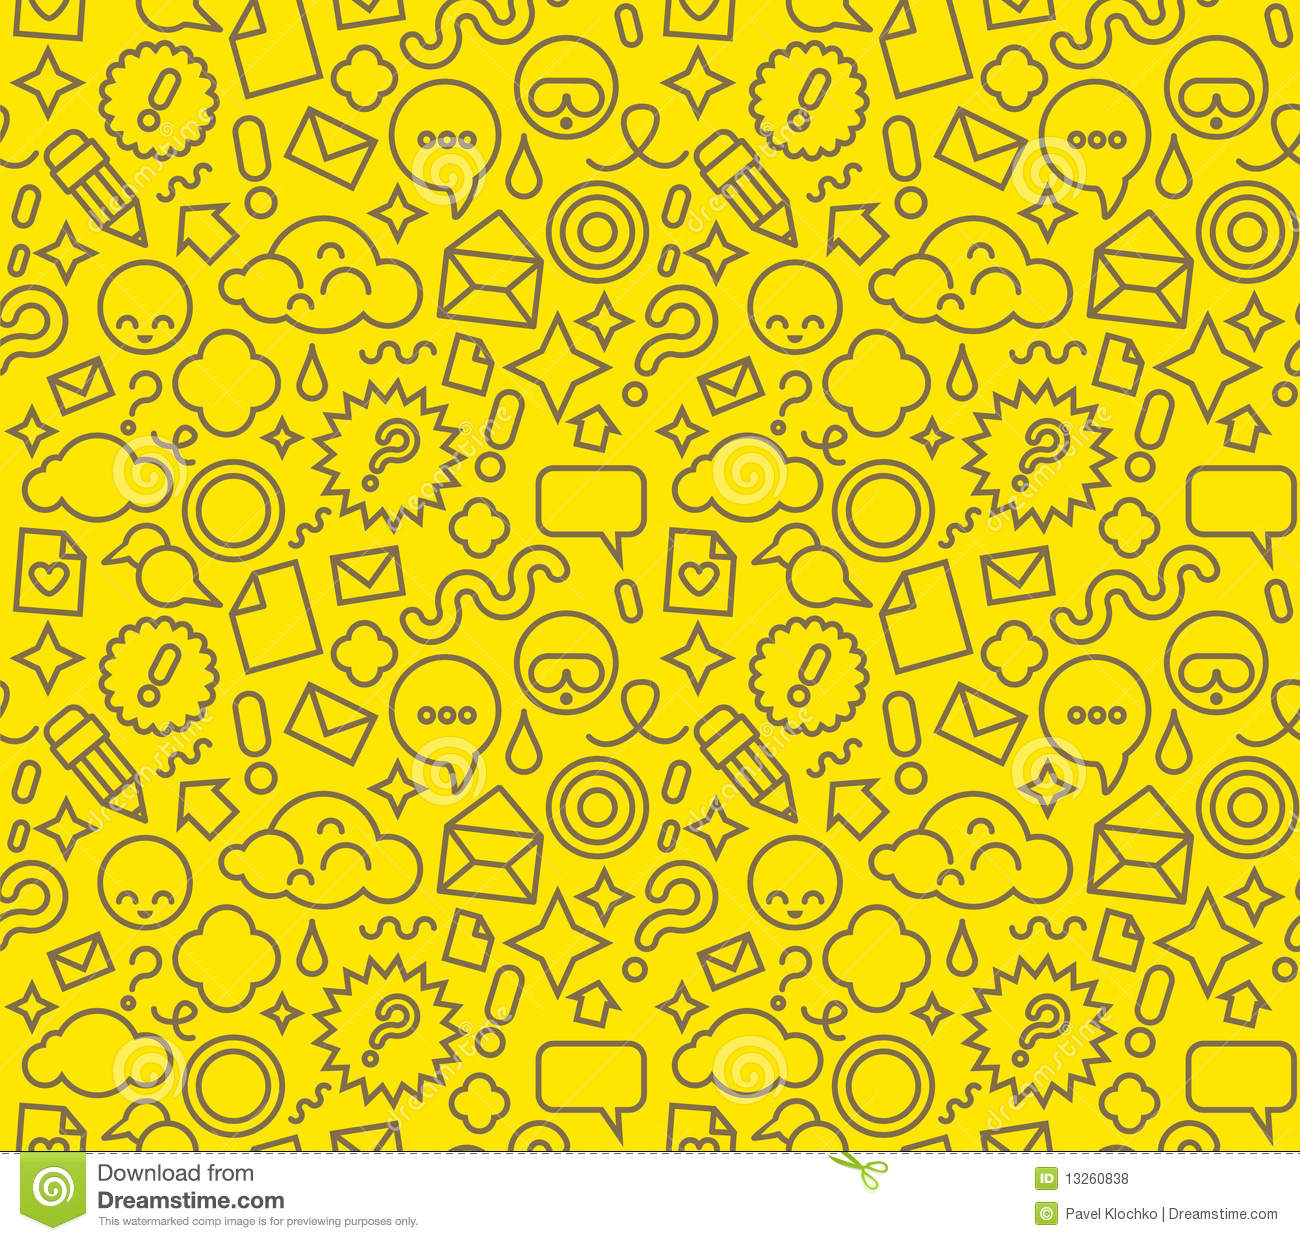 Download from
Dreamstime.com
This watermarked comp image is for previewing purposes only.
ID 13260838
© Pavel Klochko | Dreamstime.com